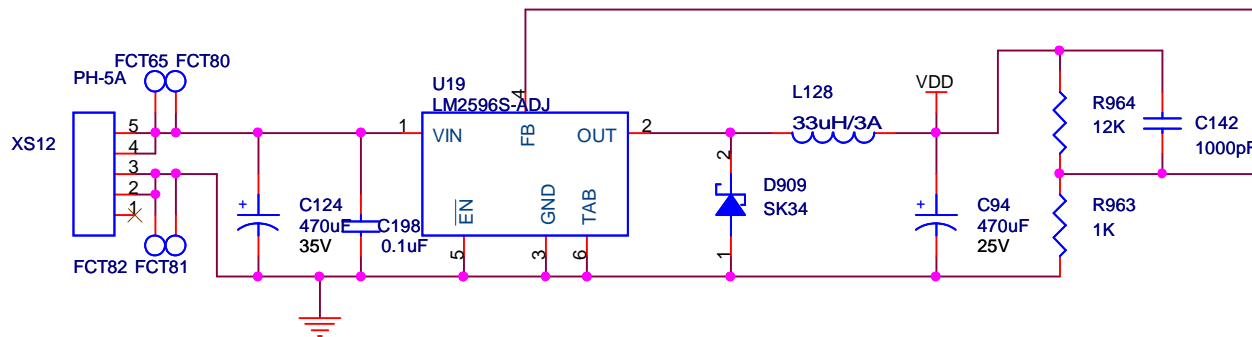 FCT65 FCT80
PH-5A
XS12
5
4
3
2
1
FCT82 FCT81
C124
470uF
35V
C198
0.1uF
U19
LM2596S-ADJ
1
VIN
4
FB
OUT
2
EN
GND
TAB
5
3
6
2
D909
SK34
1
L128
33uH/3A
VDD
C94
470uF
25V
R964
12K
C142
1000pF
R963
1K